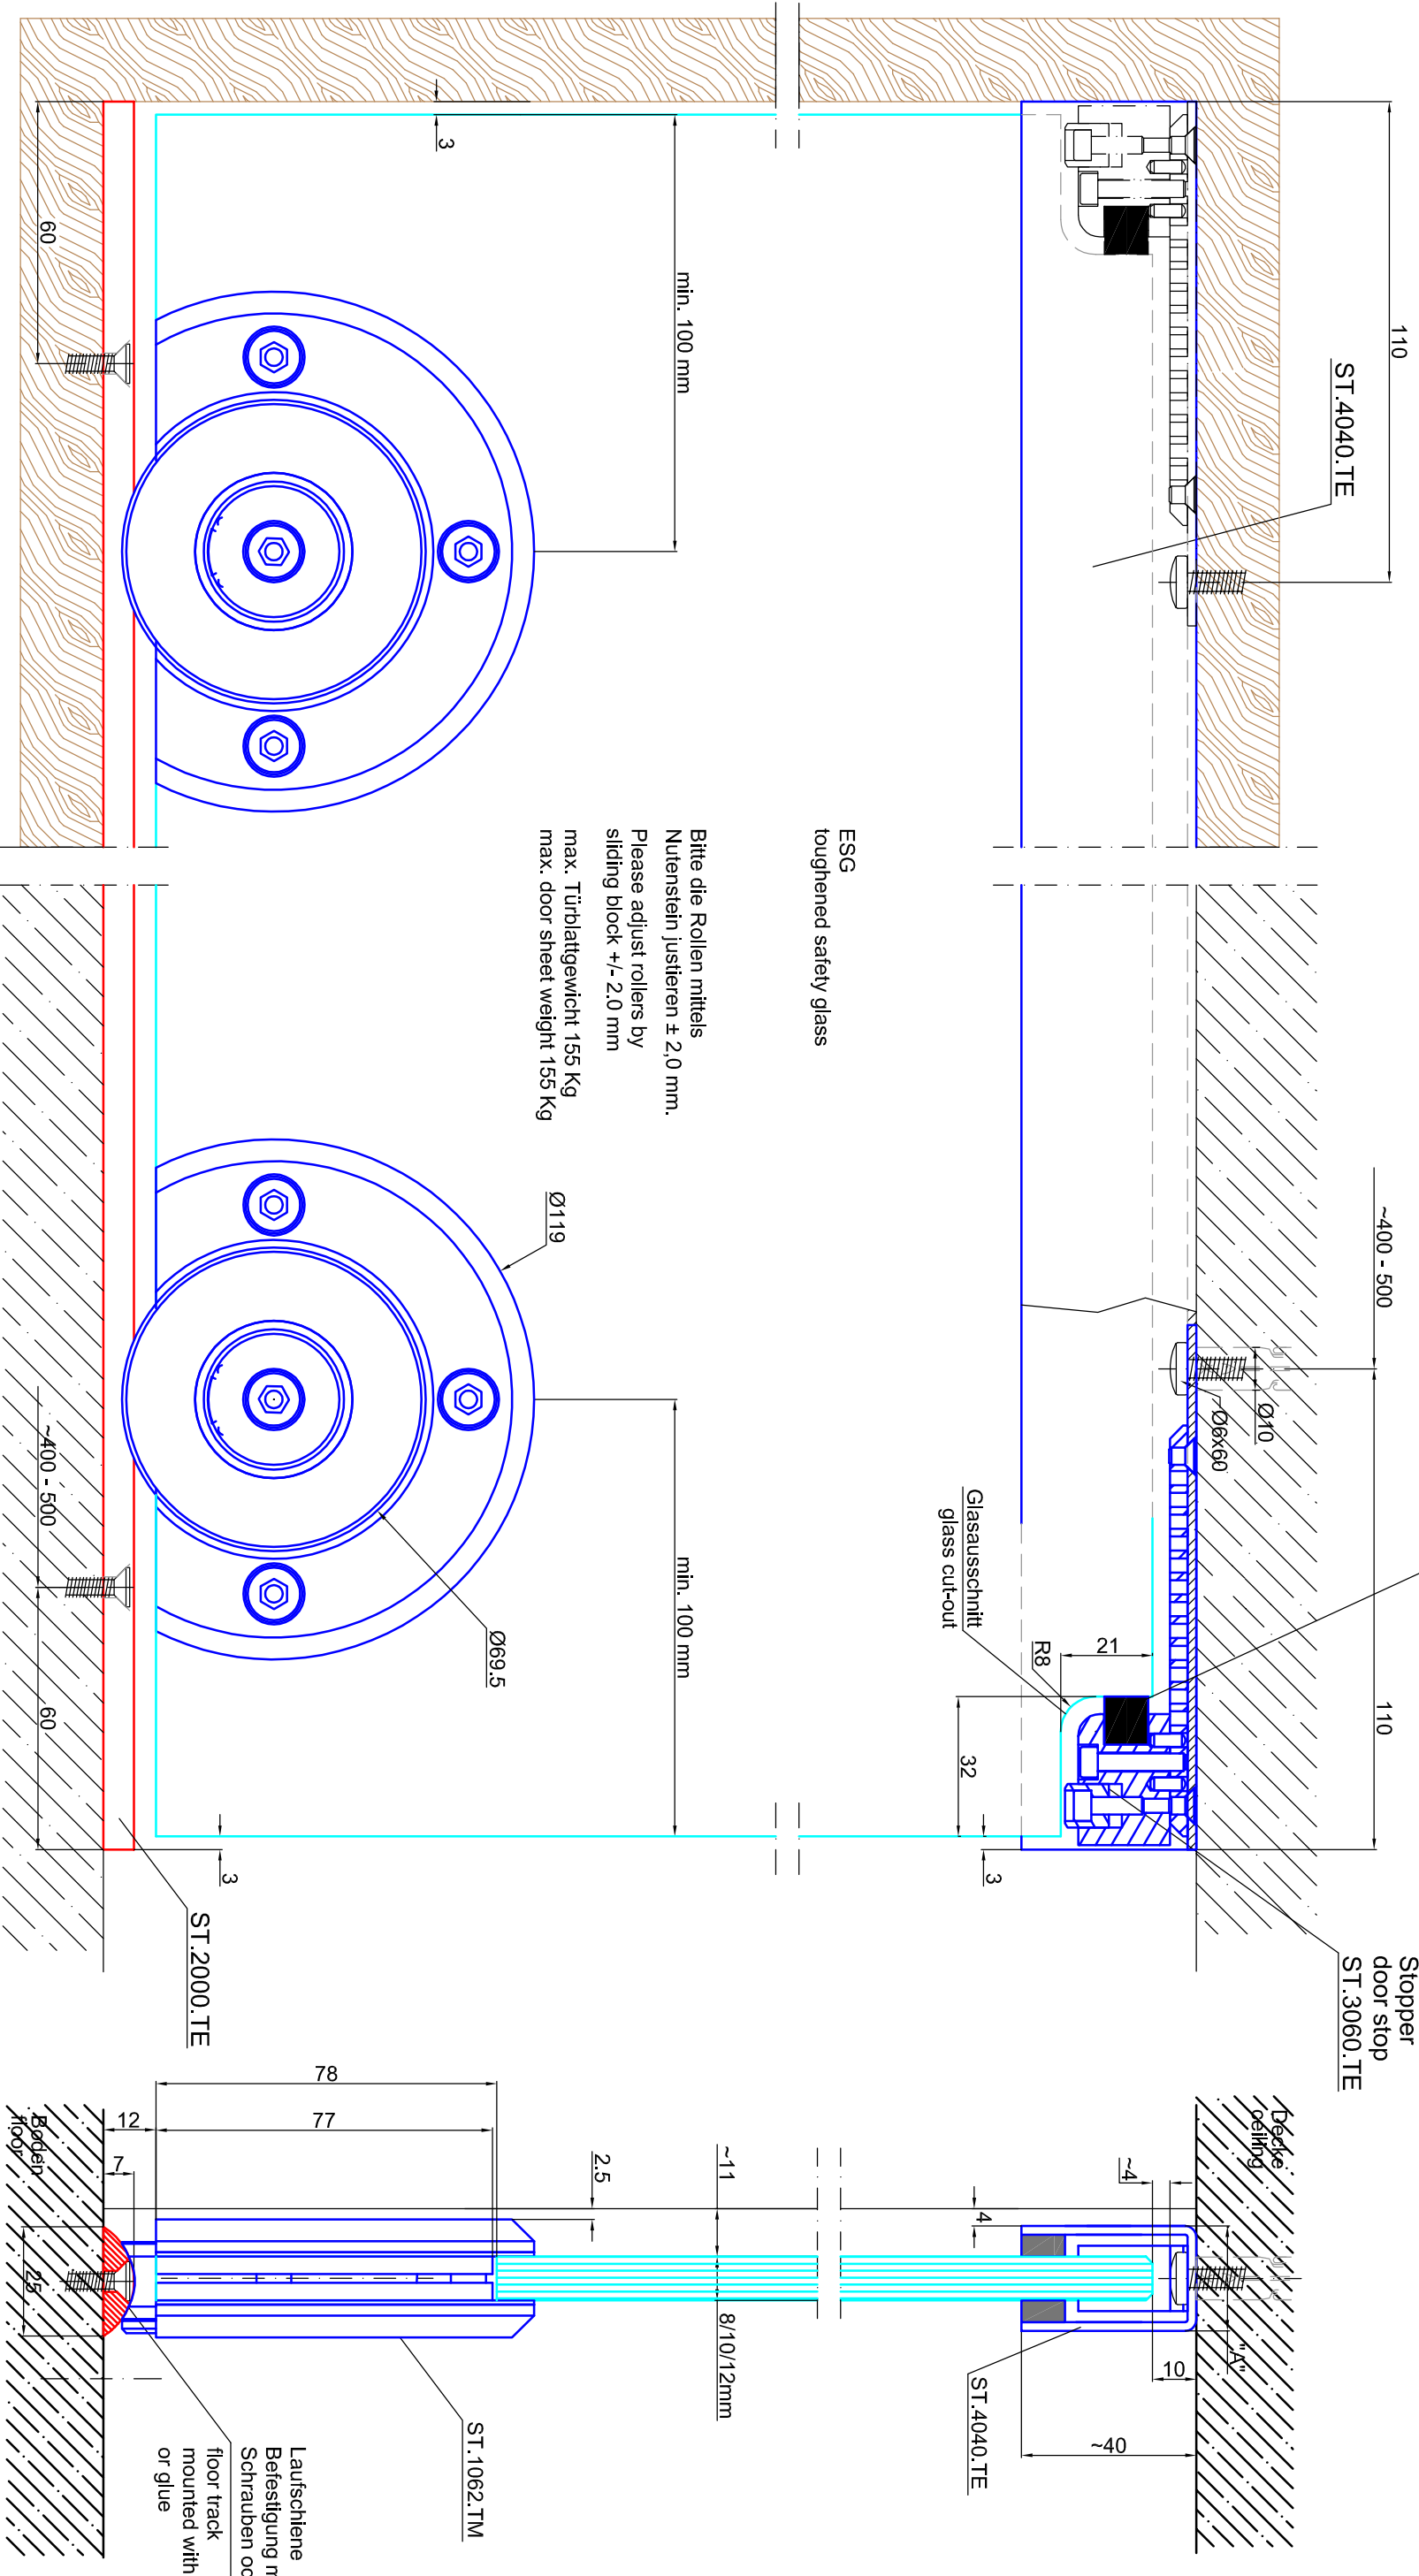 110
ST.4040.TE
~400 - 500
Ø10
Ø6x60
110
Stopper
door stop
ST.3060.TE
Glasausschnitt
glass cut-out
R8
21
32
3
ESG
toughened safety glass
Bitte die Rollen mittels
Nutenstein justieren ± 2,0 mm.
Please adjust rollers by
sliding block +/- 2.0 mm
max. Türblattgewicht 155 Kg
max. door sheet weight 155 Kg
3
min. 100 mm
60
Ø119
Ø69.5
min. 100 mm
~400 - 500
60
3
ST.2000.TE
Decke
ceiling
~4
4
"A"
10
~40
ST.4040.TE
~11
8/10/12mm
2.5
78
77
12
7
25
Boden
floor
ST.1062.TM
Laufschiene
Befestigung
Schrauben
floor track
mounted with
or glue